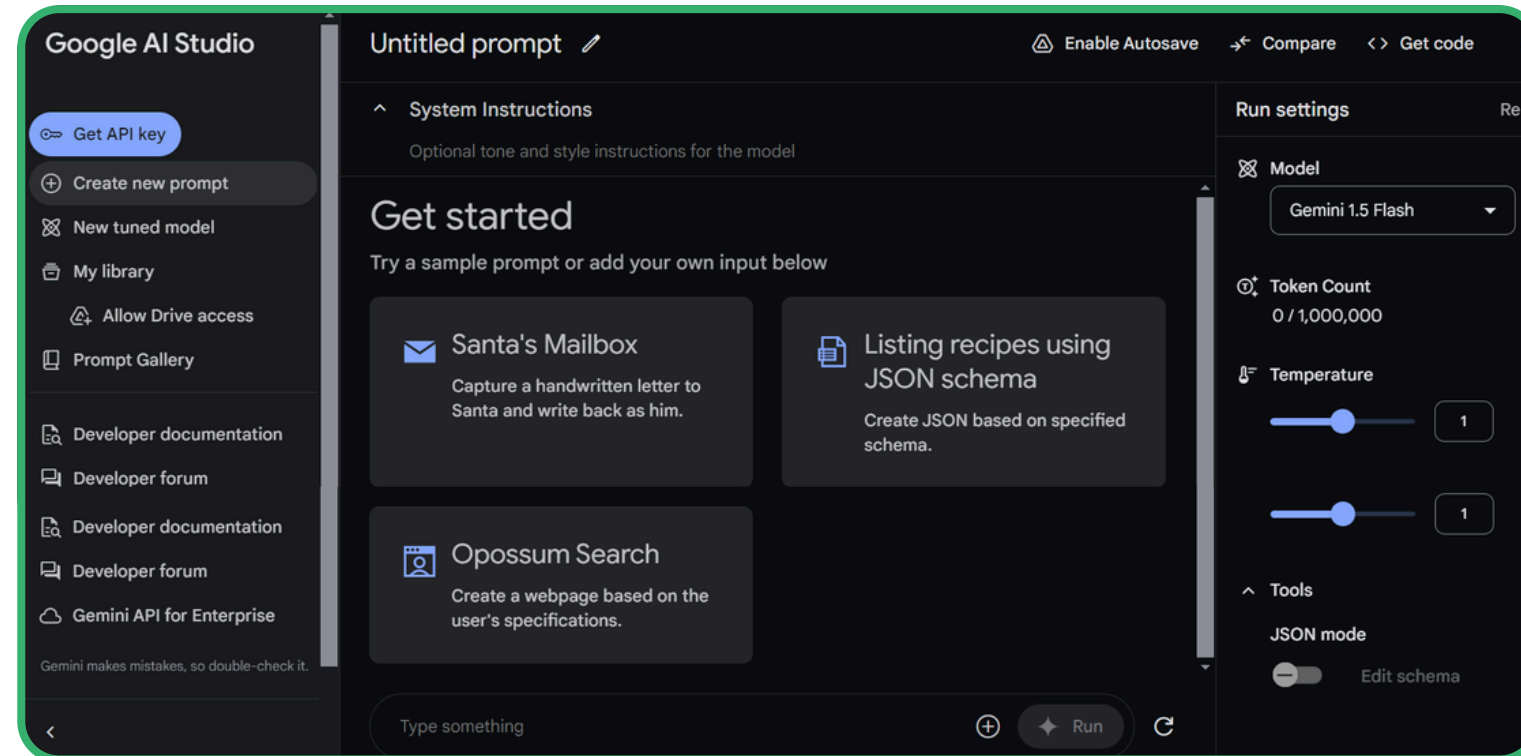 Google AI Studio
Get API key
Create new prompt
New tuned model
My library
Allow Drive access
Prompt Gallery
Developer documentation
Developer forum
Developer documentation
Developer forum
Gemini API for Enterprise
Gemini makes mistakes, so double-check it.
Untitled prompt
Enable Autosave
Compare
Get code
System Instructions
Optional tone and style instructions for the model
Get started
Try a sample prompt or add your own input below
Santa's Mailbox
Capture a handwritten letter to
Santa and write back as him.
Listing recipes using
JSON schema
Create JSON based on specified
schema.
Opossum Search
Create a webpage based on the
user's specifications.
Type something
Run
Run settings
Re
Model
Gemini 1.5 Flash
Token Count
0 / 1,000,000
Temperature
1
1
Tools
JSON mode
Edit schema